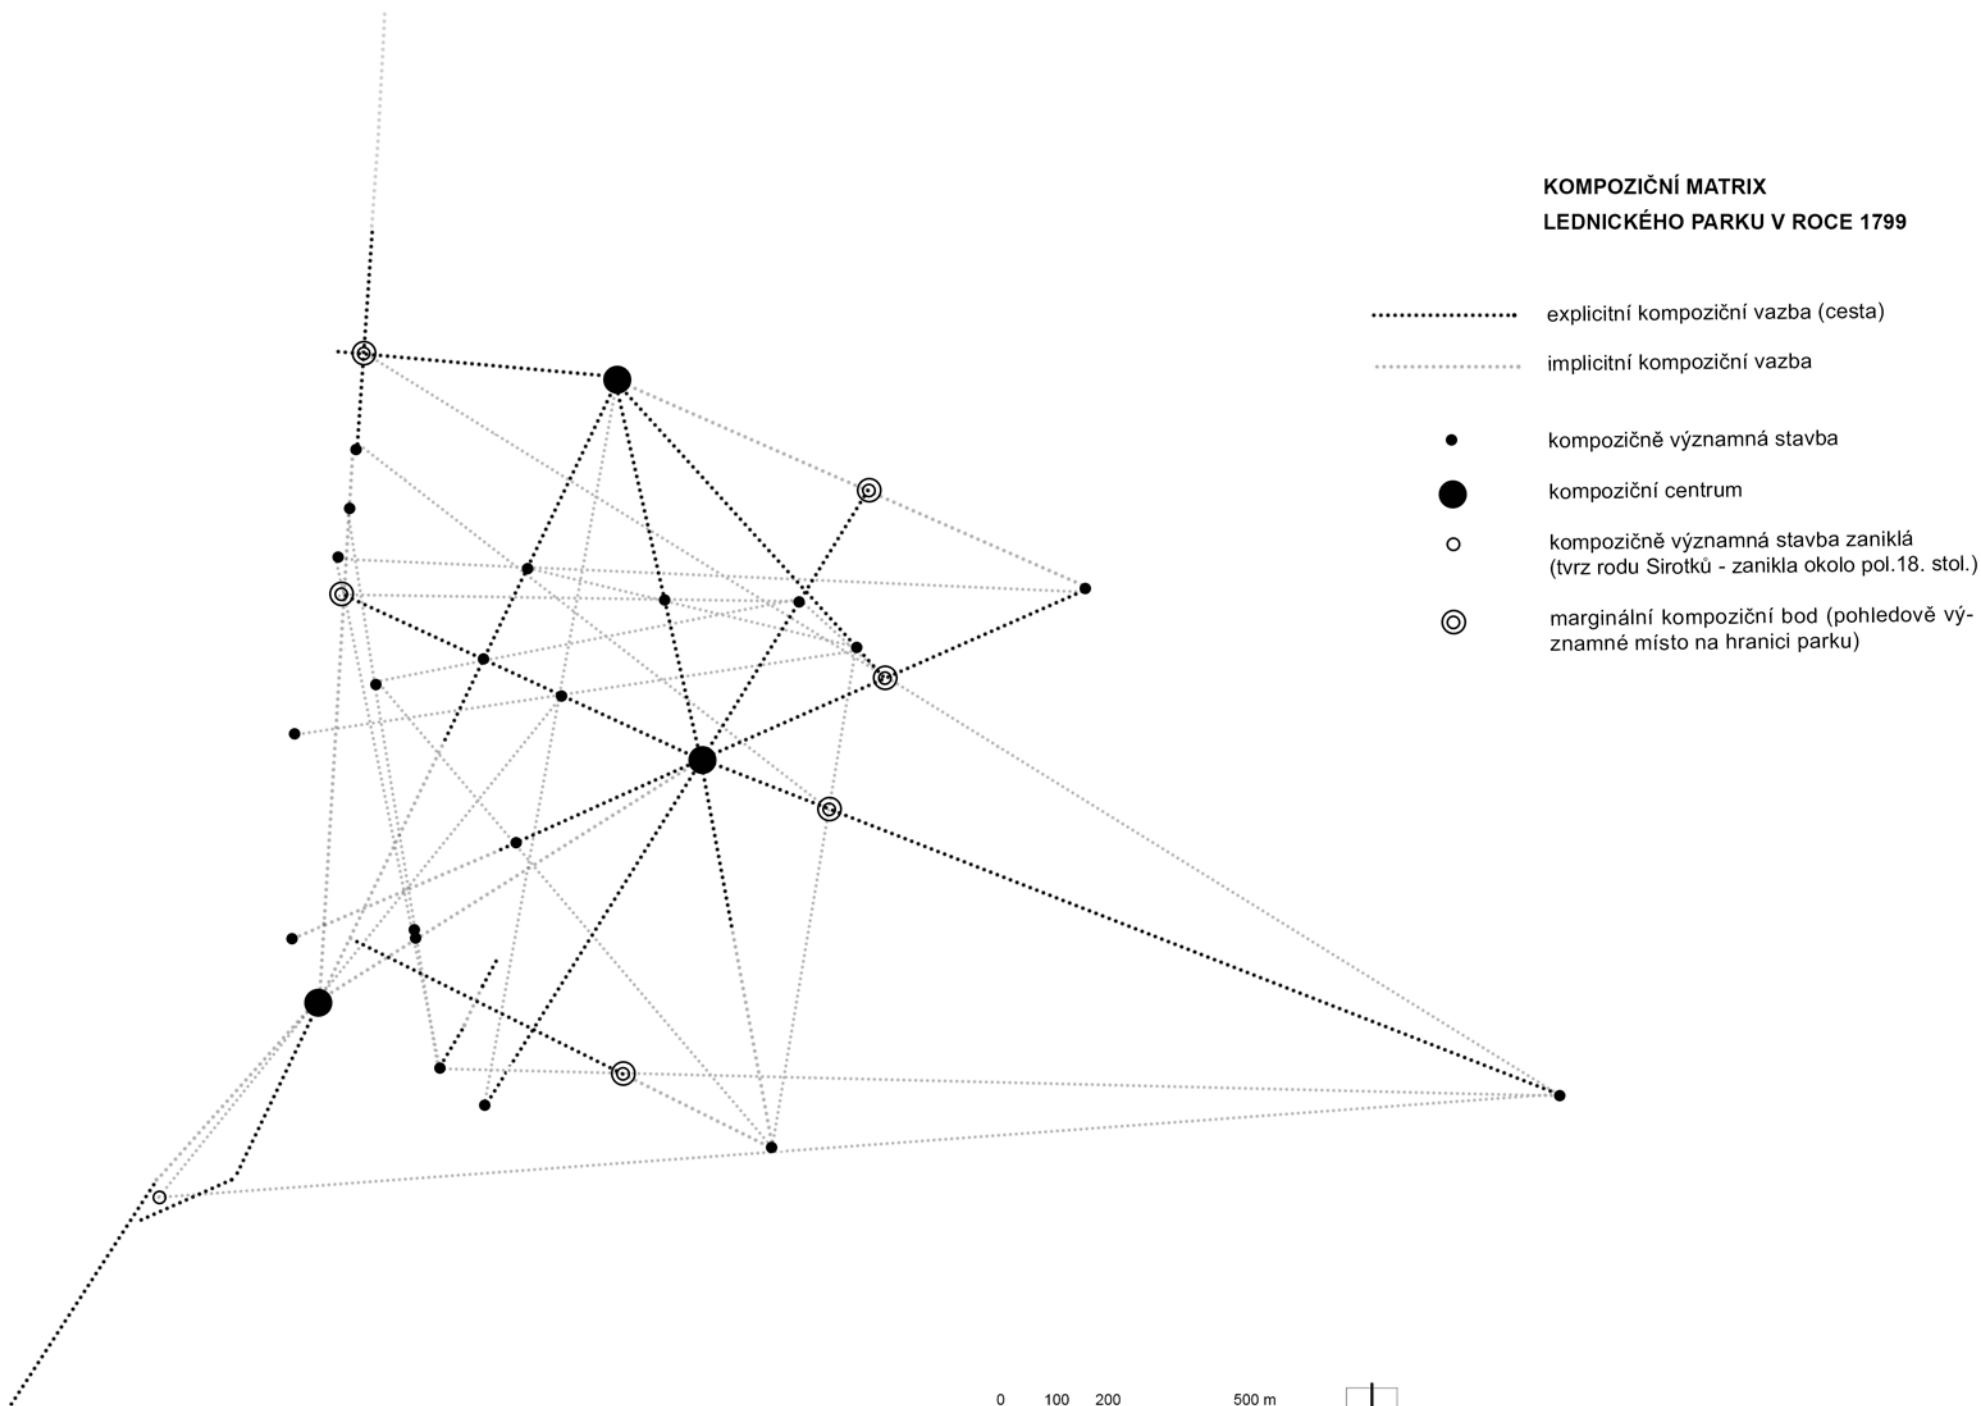 KOMPOZIČNÍ MATRIX
LEDNICKÉHO PARKU V ROCE 1799
explicitní kompoziční vazba (cesta)
implicitní kompoziční vazba
kompozičně významná stavba
kompoziční centrum
kompozičně významná stavba zaniklá
(tvrz rodu Sirotků - zanikla okolo pol.18. stol.)
marginální kompoziční bod (pohledově vý-
znamné místo na hranici parku)
0 100 200 500 m